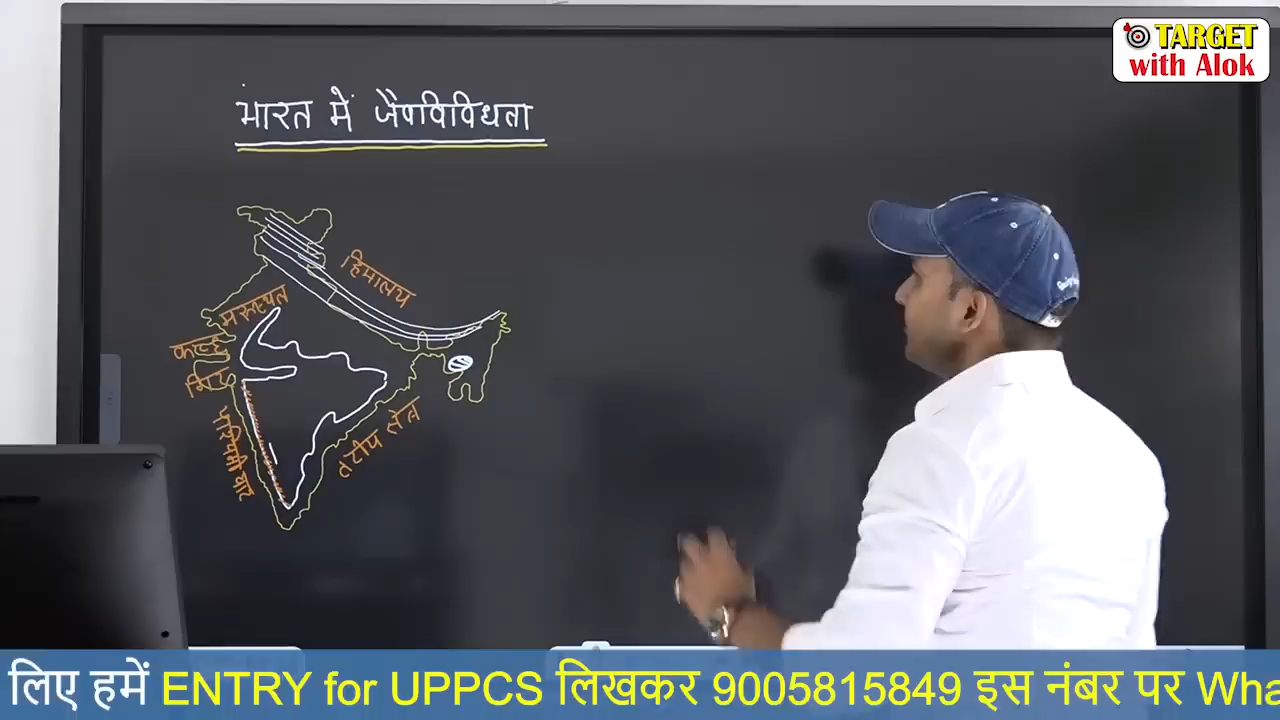 TARGET
with Alok
भारत में जैवविविधता
हिमालय
मरुस्थल
कच्छ
गिर
पश्चिमीघाट
तटीय क्षेत्र
लिए हमें ENTRY for UPPCS लिखकर 9005815849 इस नंबर पर Wha